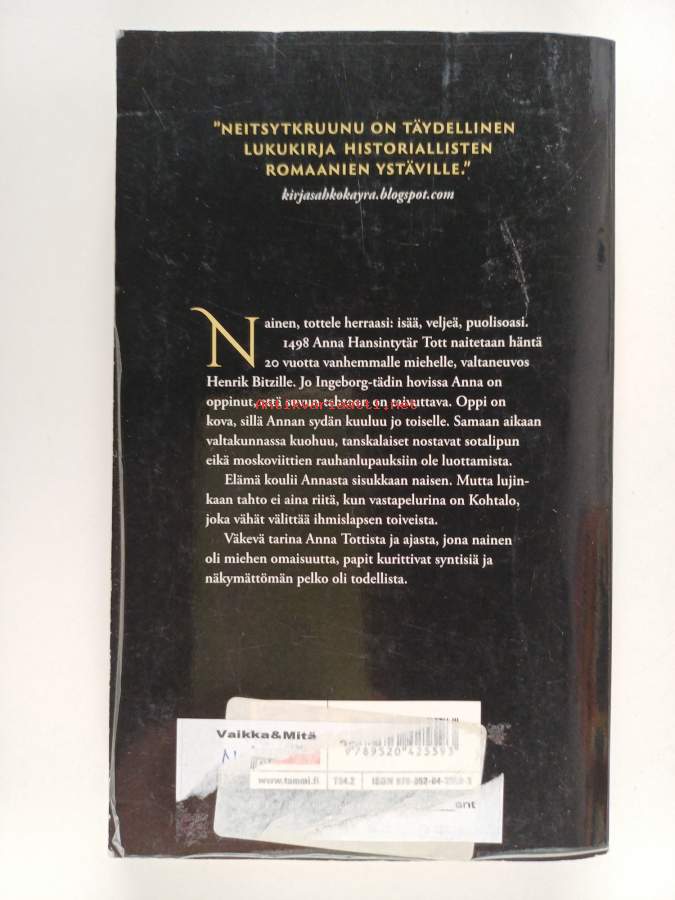 "NEITSYTKRUUNU ON TÄYDELLINEN
LUKUKIRJA HISTORIALLISTEN
ROMAANIEN YSTÄVILLE."
kirjasahkokayra.blogspot.com
Nainen, tottele herraasi: isää, veljeä, puolisoasi.
1498 Anna Hansintytär Tott naitetaan häntä
20 vuotta vanhemmalle miehelle, valtaneuvos
Henrik Bitzille. Jo Ingeborg-tädin hovissa Anna on
oppinut, että suvun tahtoon on taivuttava. Oppi on
Antikvariaatti.net
kova, sillä Annan sydän kuuluu jo toiselle. Samaan aikaan
valtakunnassa kuohuu, tanskalaiset nostavat sotalipun
eikä moskoviittien rauhanlupauksiin ole luottamista.
Elämä koulii Annasta sisukkaan naisen. Mutta lujin-
kaan tahto ei aina riitä, kun vastapelurina on Kohtalo,
joka vähät välittää ihmislapsen toiveista.
Väkevä tarina Anna Tottista ja ajasta, jona nainen
oli miehen omaisuutta, papit kurittivat syntisiä ja
näkymättömän pelko oli todellista.
Vaikka&Mitä
9789520425593
www.tammi.fi
ISBN